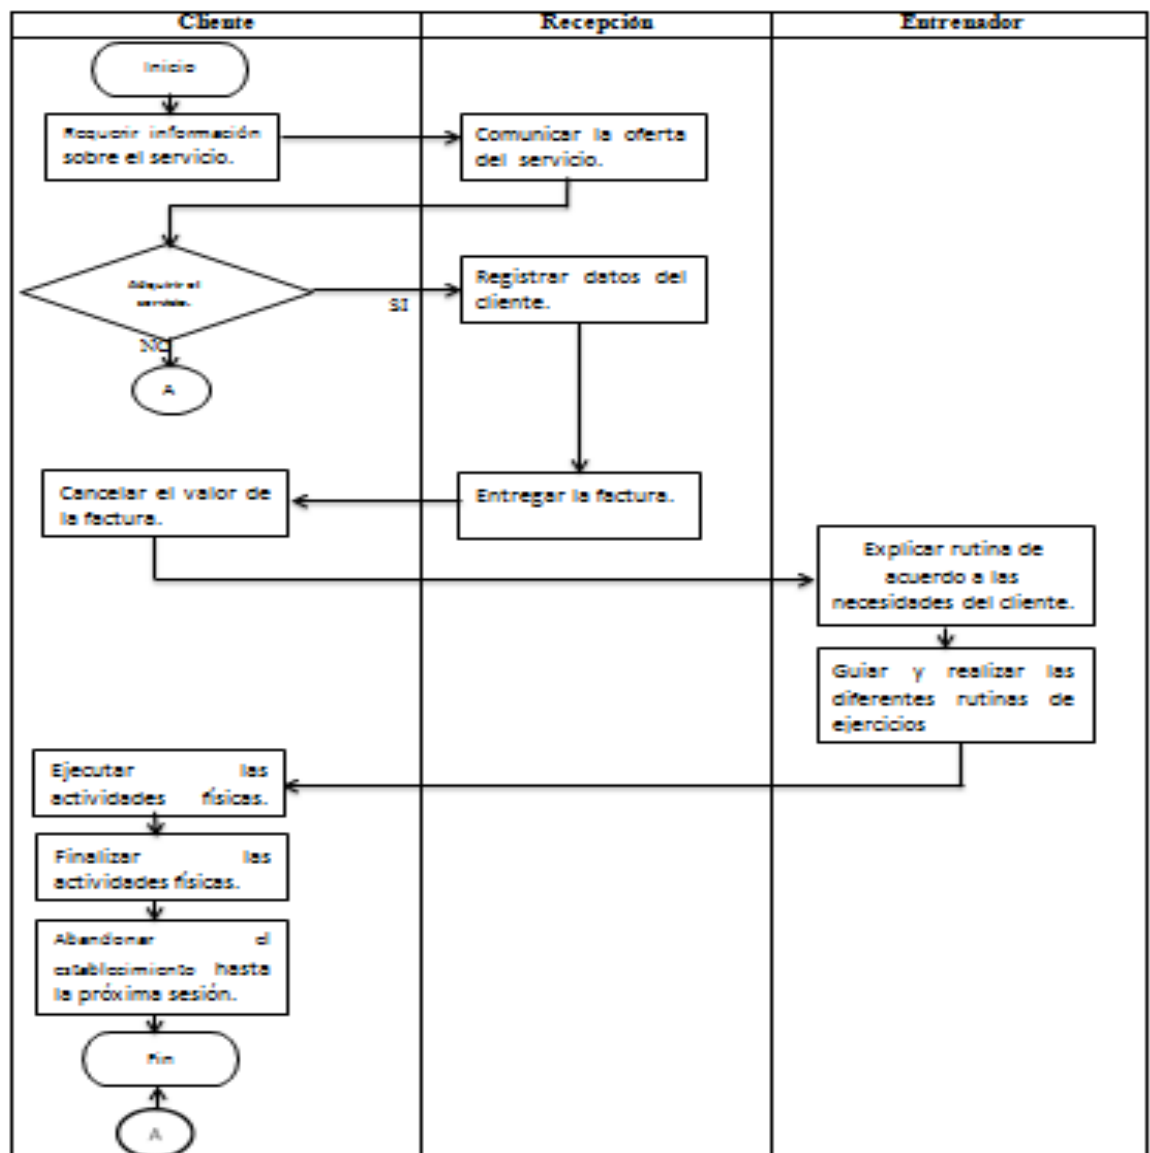 Cliente
Recepción
Entrenador
Inicio
Requerir información
sobre el servicio.
Comunicar la oferta
del servicio.
Adquirir el
servicio.
SI
NO
A
Registrar datos del
cliente.
Entregar la factura.
Cancelar el valor de
la factura.
Explicar rutina de
acuerdo a las
necesidades del cliente.
Guiar y realizar las
diferentes rutinas de
ejercicios
Ejecutar las
actividades físicas.
Finalizar las
actividades físicas.
Abandonar el
establecimiento hasta
la próxima sesión.
Fin
A